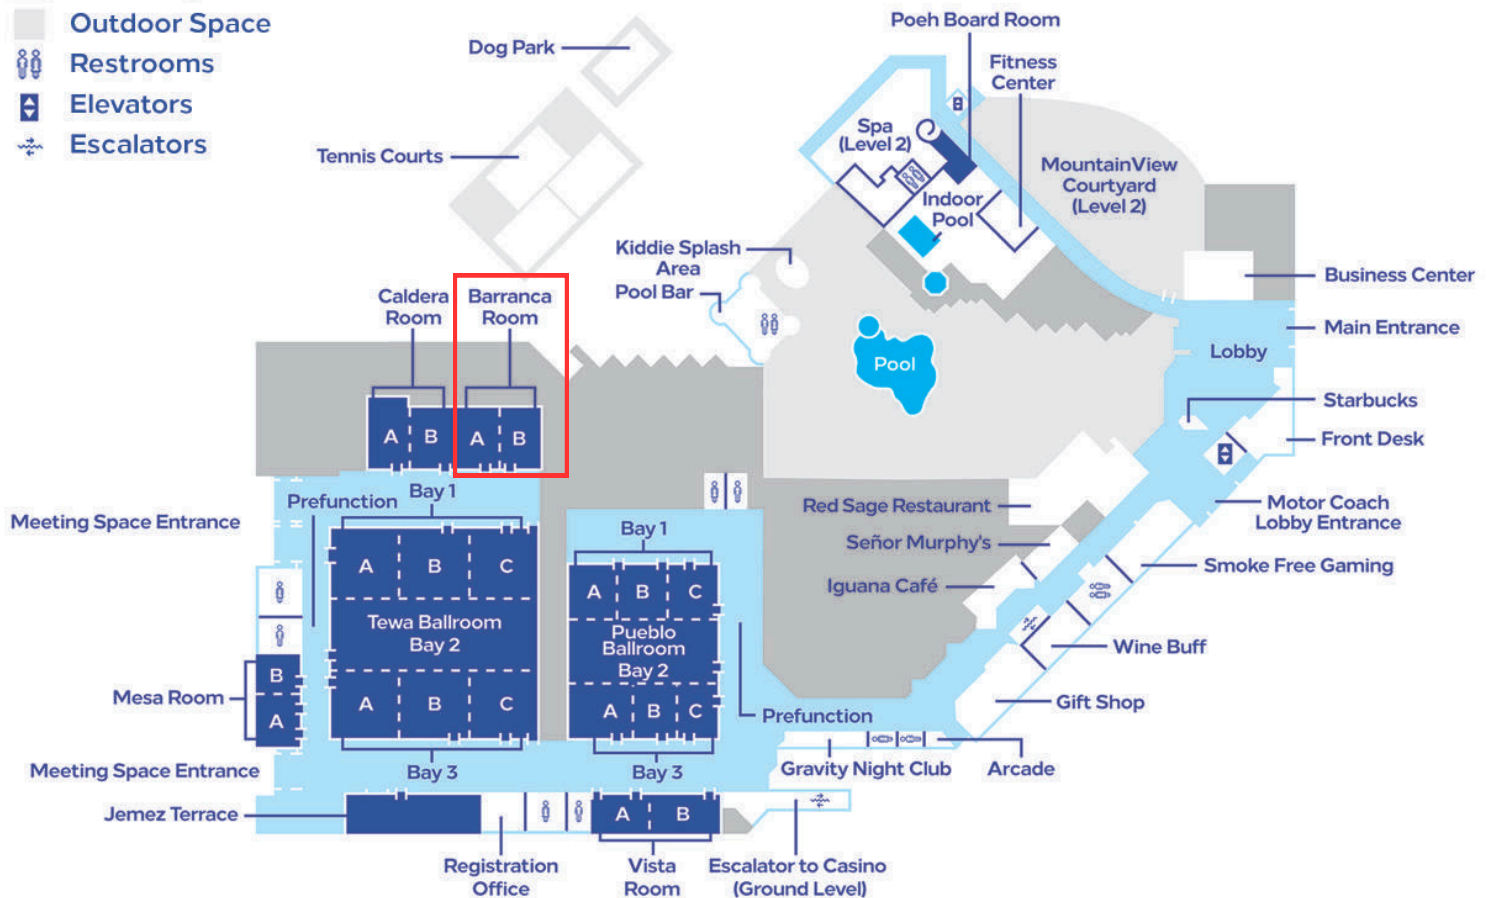 Outdoor Space
Restrooms
Elevators
Escalators
Dog Park
Tennis Courts
Poeh Board Room
Fitness
Center
Spa
(Level 2)
MountainView
Courtyard
(Level 2)
Indoor
Pool
Kiddie Splash
Area
Pool Bar
Business Center
Main Entrance
Lobby
Pool
Starbucks
Front Desk
Caldera
Room
Barranca
Room
A
B
A
B
Meeting Space Entrance
Prefunction
Bay 1
A
B
C
Tewa Ballroom
Bay 2
A
B
C
Bay 3
Bay 1
A
B
C
Pueblo
Ballroom
Bay 2
A
B
C
Bay 3
Prefunction
Red Sage Restaurant
Señor Murphy's
Iguana Café
Motor Coach
Lobby Entrance
Smoke Free Gaming
Wine Buff
Gift Shop
B
A
Mesa Room
Meeting Space Entrance
Gravity Night Club
Arcade
Jemez Terrace
A
B
Registration
Office
Vista
Room
Escalator to Casino
(Ground Level)